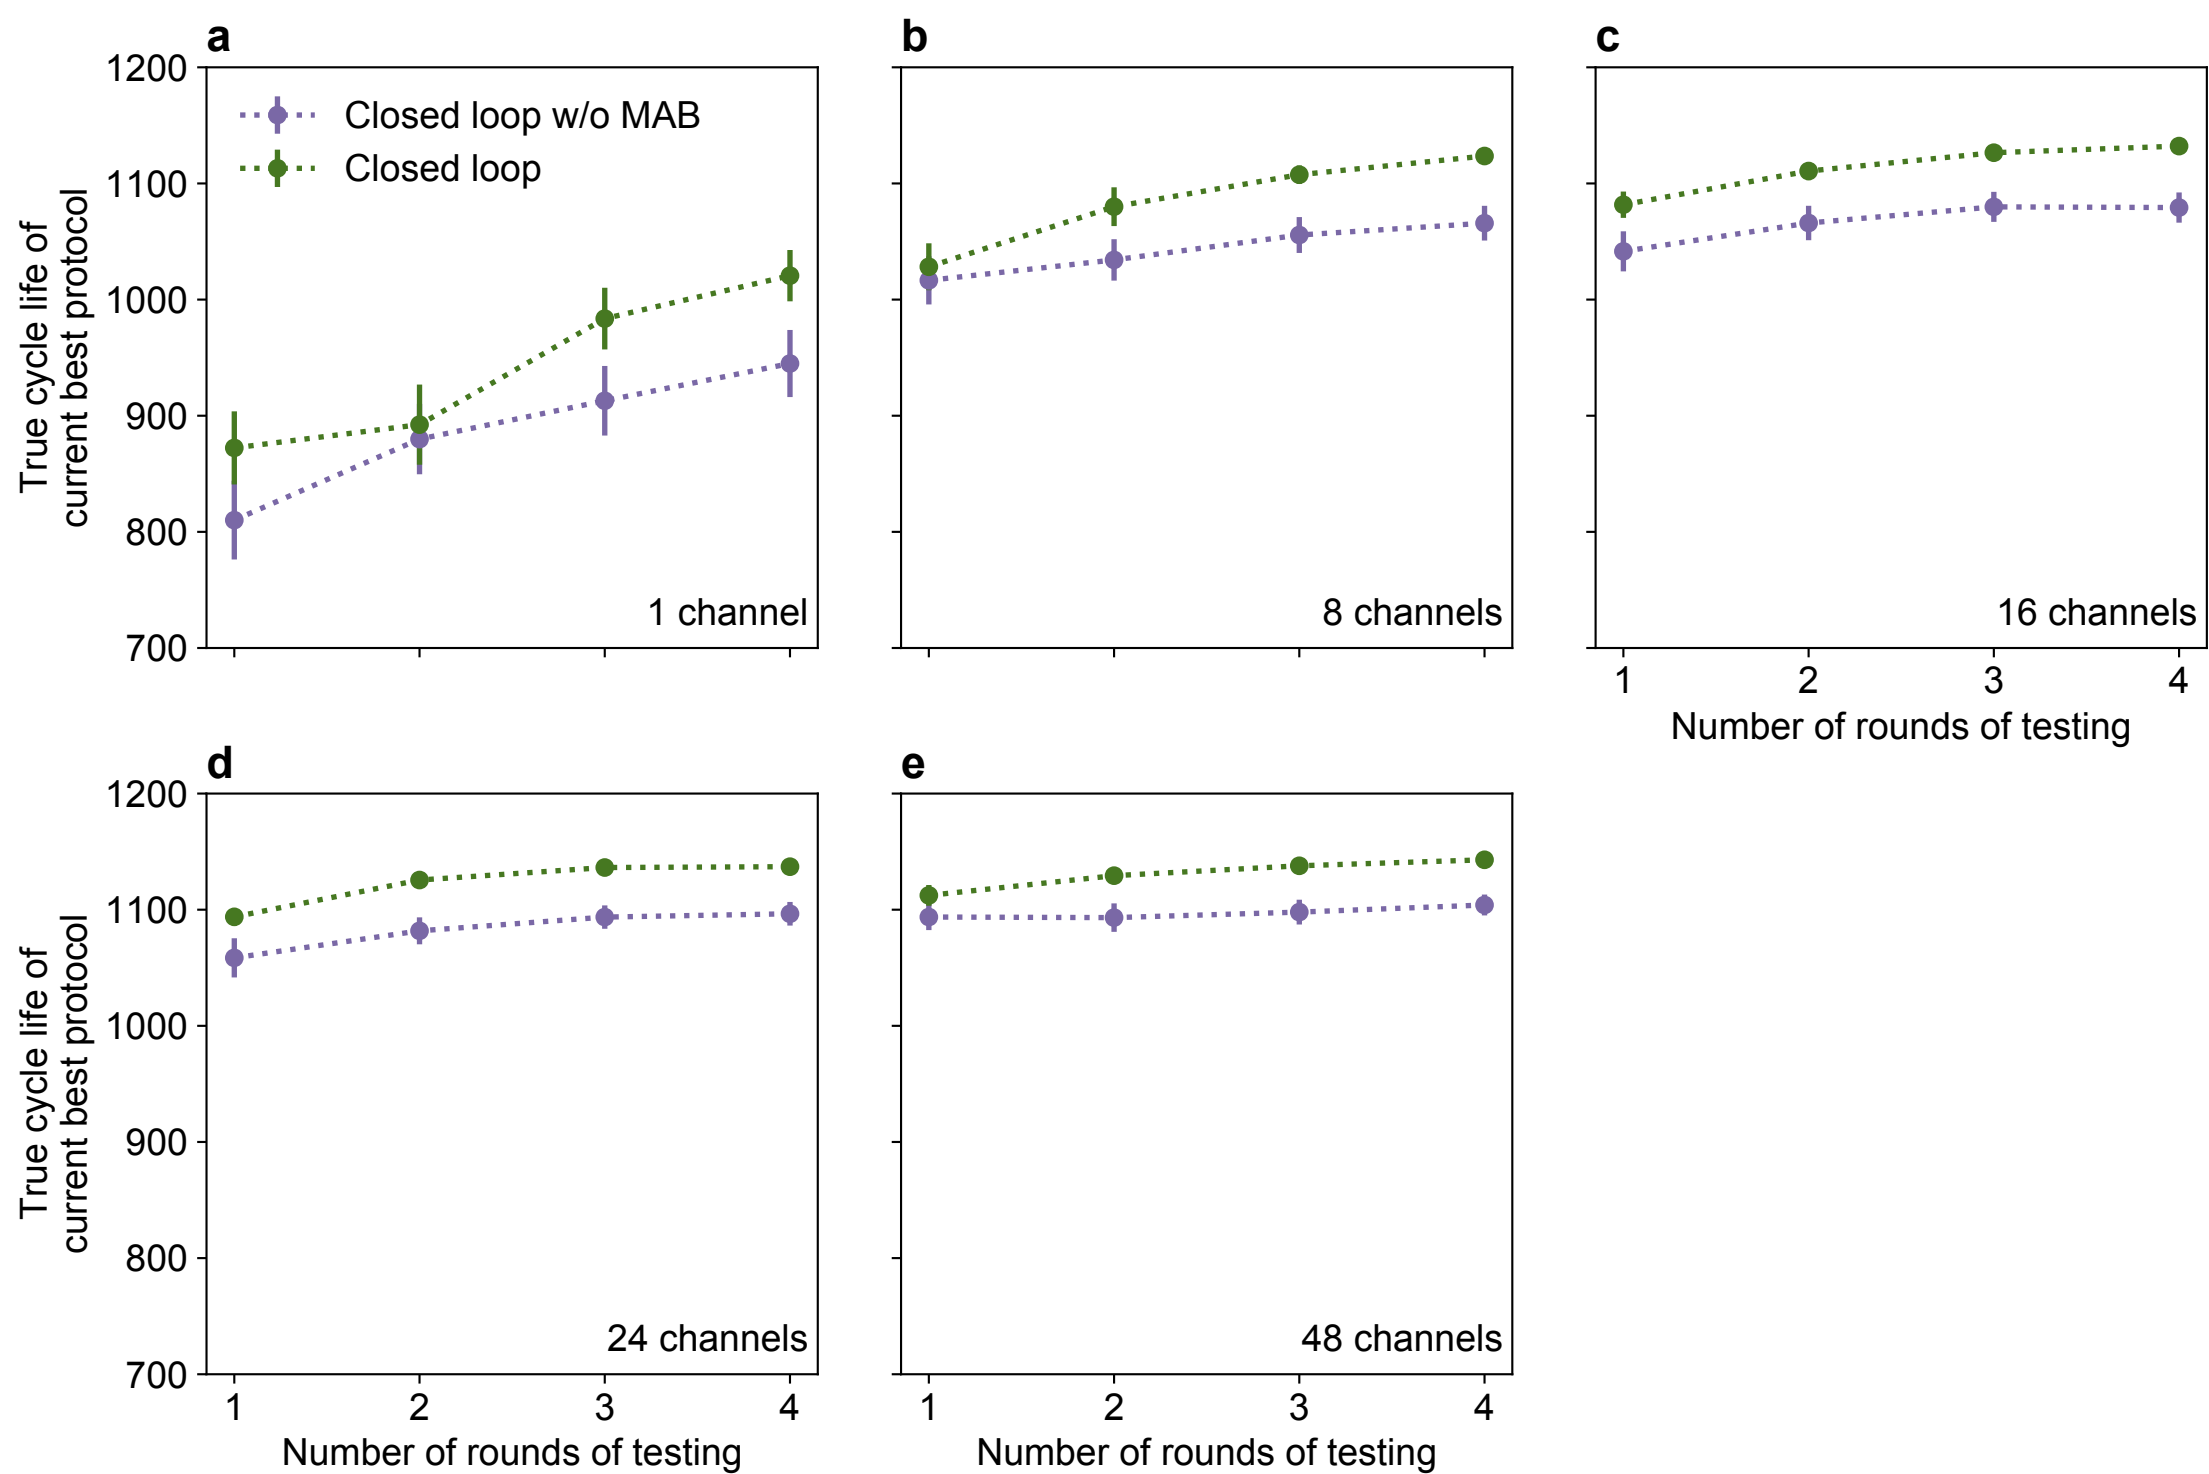 a
b
c
1200
1100
1000
900
800
700
True cycle life of
current best protocol
Closed loop w/o MAB
Closed loop
1 channel
8 channels
16 channels
1 2 3 4
Number of rounds of testing
d
e
1200
1100
1000
900
800
700
True cycle life of
current best protocol
24 channels
48 channels
1 2 3 4
1 2 3 4
Number of rounds of testing
Number of rounds of testing